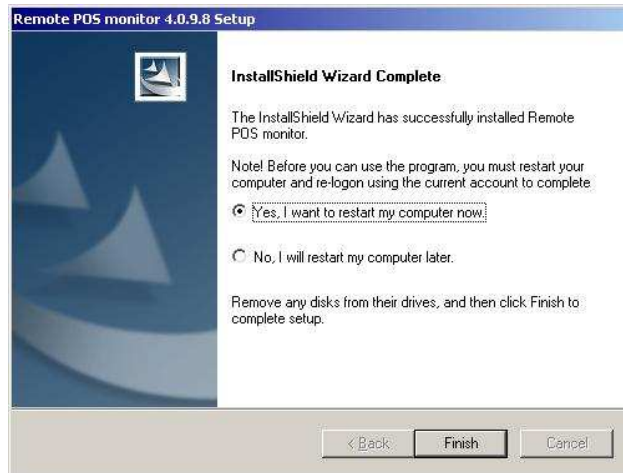 Remote POS monitor 4.0.9.8 Setup
InstallShield Wizard Complete
The InstallShield Wizard has successfully installed Remote
POS monitor.
Note! Before you can use the program, you must restart your
computer and re-logon using the current account to complete
Yes, I want to restart my computer now.
No, I will restart my computer later.
Remove any disks from their drives, and then click Finish to
complete setup.
< Back
Finish
Cancel